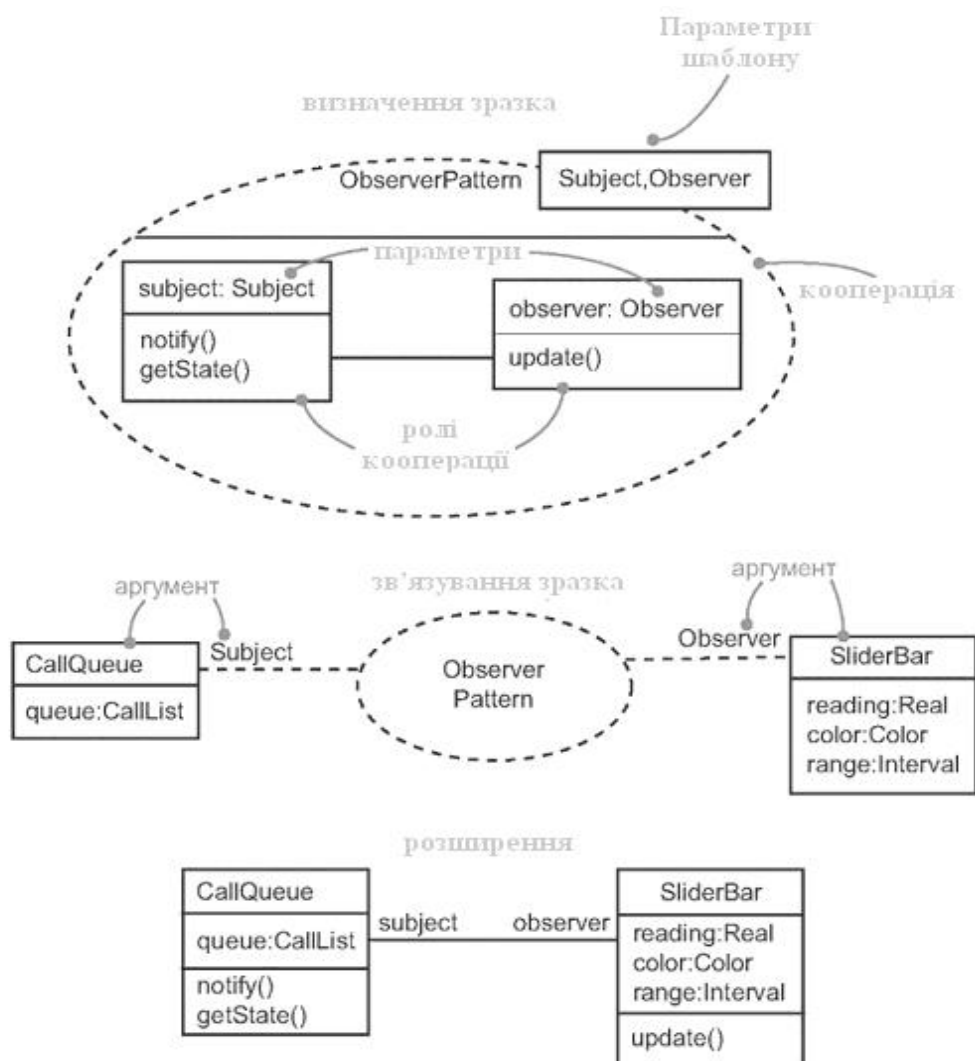 Параметри
шаблону
визначення зразка
ObserverPattern
Subject,Observer
параметри
subject: Subject
notify()
getState()
observer: Observer
update()
кооперація
ролі
кооперації
зв'язування зразка
аргумент
аргумент
Subject
Observer
CallQueue
queue:CallList
Observer
Pattern
SliderBar
reading:Real
color:Color
range:Interval
розширення
CallQueue
queue:CallList
notify()
getState()
subject
observer
SliderBar
reading:Real
color:Color
range:Interval
update()